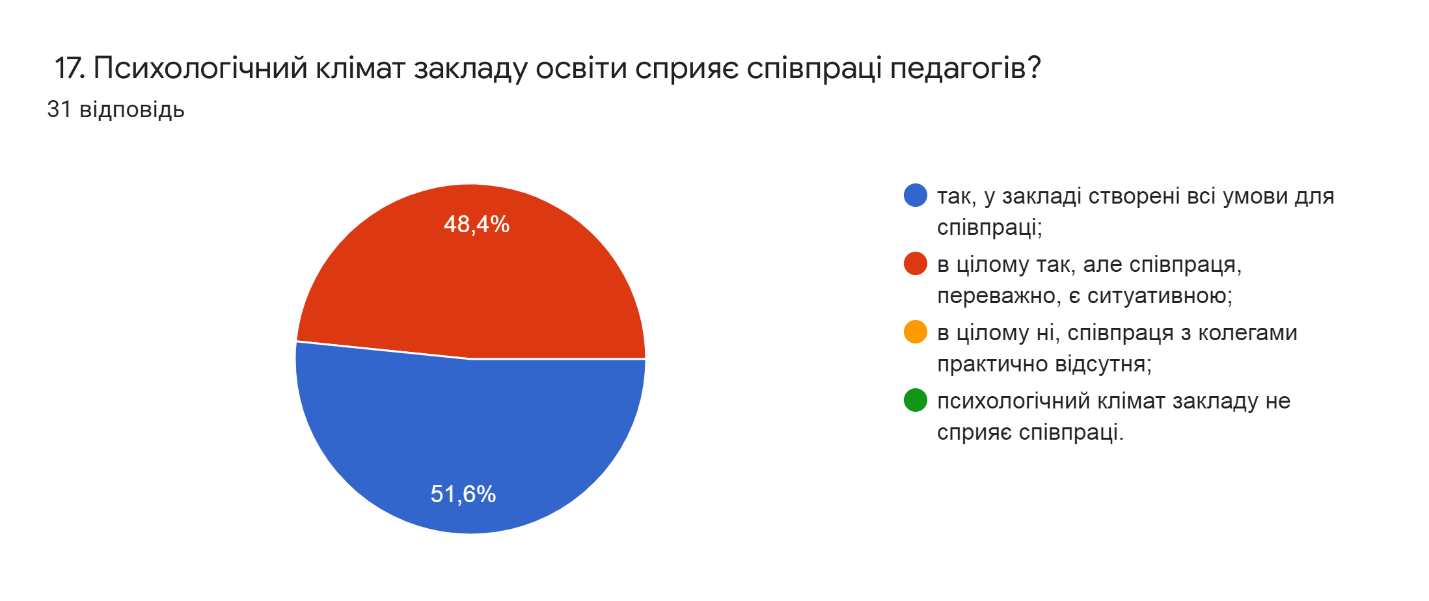 17. Психологічний клімат закладу освіти сприяє співпраці педагогів?
31 відповідь
48,4%
51,6%
так, у закладі створені всі умови для
співпраці;
в цілому так, але співпраця,
переважно, є ситуативною;
в цілому ні, співпраця з колегами
практично відсутня;
психологічний клімат закладу не
сприяє співпраці.